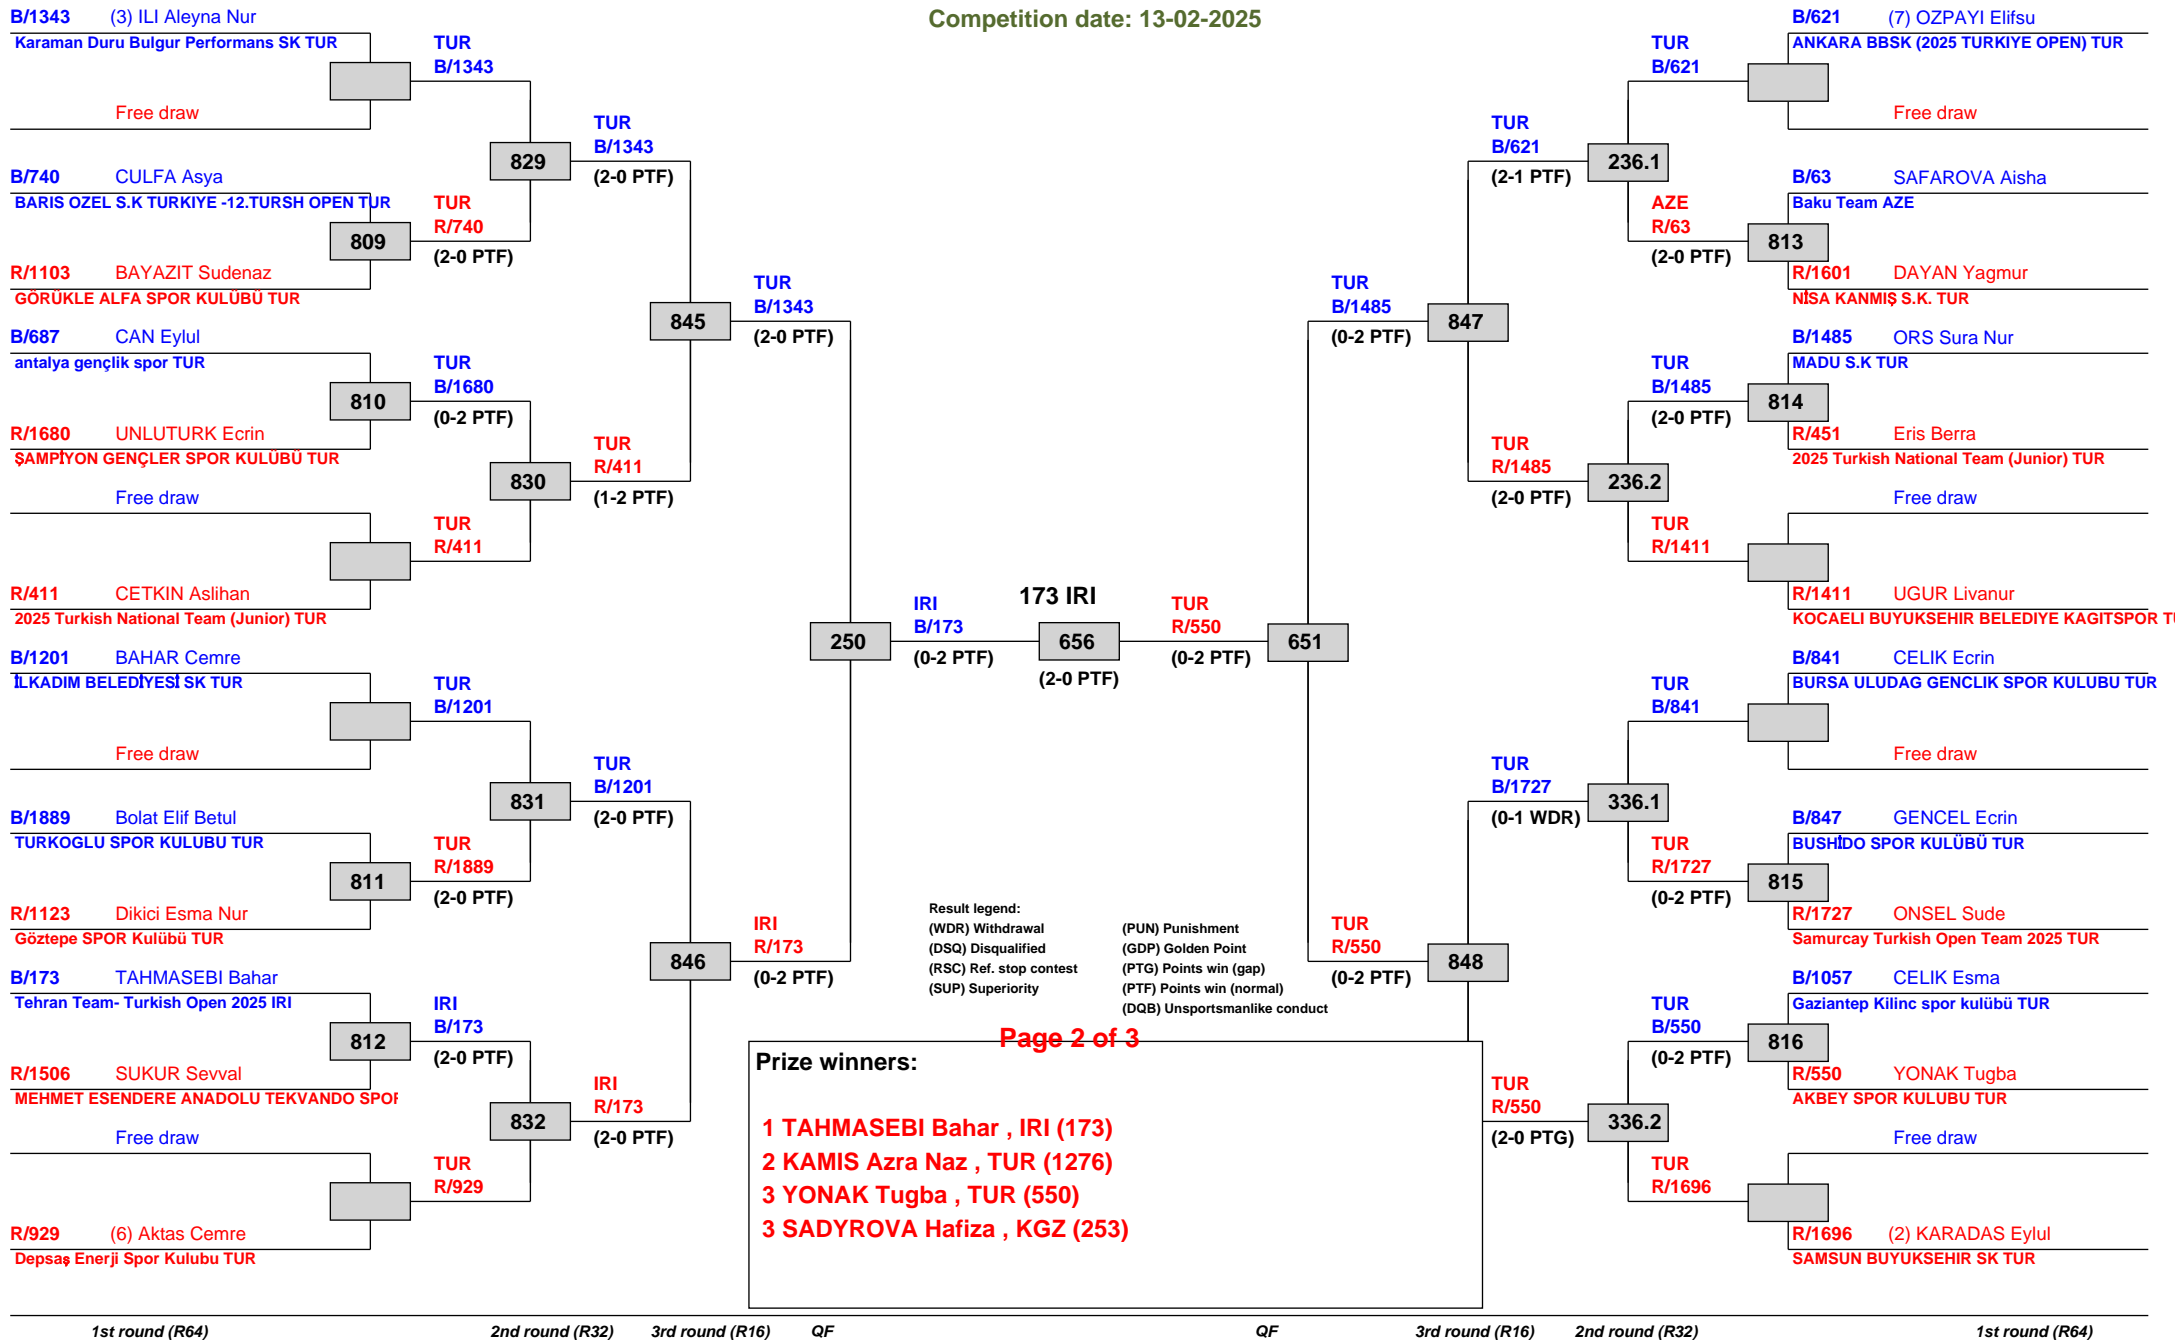 Competition date: 13-02-2025
B/1343 (3) ILI Aleyna Nur
Karaman Duru Bulgur Performans SK TUR
Free draw
TUR
B/1343
B/740 CULFA Asya
BARIS OZEL S.K TURKIYE -12.TURSH OPEN TUR
809
R/1103 BAYAZIT Sudenaz
GÖRÜKLE ALFA SPOR KULÜBÜ TUR
TUR
R/740
(2-0 PTF)
829
TUR
B/1343
(2-0 PTF)
B/687 CAN Eylul
antalya gençlik spor TUR
810
R/1680 UNLUTURK Ecrin
ŞAMPİYON GENÇLER SPOR KULÜBÜ TUR
TUR
B/1680
(0-2 PTF)
Free draw
R/411 CETKIN Aslihan
2025 Turkish National Team (Junior) TUR
TUR
R/411
830
TUR
R/411
(1-2 PTF)
845
TUR
B/1343
(2-0 PTF)
B/1201 BAHAR Cemre
İLKADIM BELEDİYESİ SK TUR
Free draw
TUR
B/1201
B/1889 Bolat Elif Betul
TURKOGLU SPOR KULUBU TUR
811
R/1123 Dikici Esma Nur
Göztepe SPOR Kulübü TUR
TUR
R/1889
(2-0 PTF)
831
TUR
B/1201
(2-0 PTF)
B/173 TAHMASEBI Bahar
Tehran Team- Turkish Open 2025 IRI
812
R/1506 SUKUR Sevval
MEHMET ESENDERE ANADOLU TEKVANDO SPOR
IRI
B/173
(2-0 PTF)
Free draw
R/929 (6) Aktas Cemre
Depsaş Enerji Spor Kulubu TUR
TUR
R/929
832
IRI
R/173
(2-0 PTF)
846
IRI
R/173
(0-2 PTF)
250
IRI
B/173
(0-2 PTF)
173 IRI
656
(2-0 PTF)
TUR
R/550
(0-2 PTF)
651
TUR
B/1485
(0-2 PTF)
847
TUR
B/621
(2-1 PTF)
236.1
TUR
B/621
B/621 (7) OZPAYI Elifsu
ANKARA BBSK (2025 TURKIYE OPEN) TUR
Free draw
AZE
R/63
(2-0 PTF)
B/63 SAFAROVA Aisha
Baku Team AZE
813
R/1601 DAYAN Yagmur
NİSA KANMIŞ S.K. TUR
TUR
R/1485
(2-0 PTF)
236.2
TUR
B/1485
(2-0 PTF)
B/1485 ORS Sura Nur
MADU S.K TUR
814
R/451 Eris Berra
2025 Turkish National Team (Junior) TUR
TUR
R/1411
Free draw
R/1411 UGUR Livanur
KOCAELI BUYUKSEHIR BELEDIYE KAGITSPOR TU
TUR
R/550
(0-2 PTF)
848
TUR
B/1727
(0-1 WDR)
336.1
TUR
B/841
B/841 CELIK Ecrin
BURSA ULUDAG GENCLIK SPOR KULUBU TUR
Free draw
TUR
R/1727
(0-2 PTF)
B/847 GENCEL Ecrin
BUSHİDO SPOR KULÜBÜ TUR
815
R/1727 ONSEL Sude
Samurcay Turkish Open Team 2025 TUR
TUR
R/550
(2-0 PTG)
336.2
TUR
B/550
(0-2 PTF)
B/1057 CELIK Esma
Gaziantep Kilinc spor kulübü TUR
816
R/550 YONAK Tugba
AKBEY SPOR KULUBU TUR
TUR
R/1696
Free draw
R/1696 (2) KARADAS Eylul
SAMSUN BUYUKSEHIR SK TUR
Result legend:
(WDR) Withdrawal (PUN) Punishment
(DSQ) Disqualified (GDP) Golden Point
(RSC) Ref. stop contest (PTG) Points win (gap)
(SUP) Superiority (PTF) Points win (normal)
(DQB) Unsportsmanlike conduct
Page 2 of 3
Prize winners:
1 TAHMASEBI Bahar , IRI (173)
2 KAMIS Azra Naz , TUR (1276)
3 YONAK Tugba , TUR (550)
3 SADYROVA Hafiza , KGZ (253)
1st round (R64) 2nd round (R32) 3rd round (R16) QF QF 3rd round (R16) 2nd round (R32) 1st round (R64)